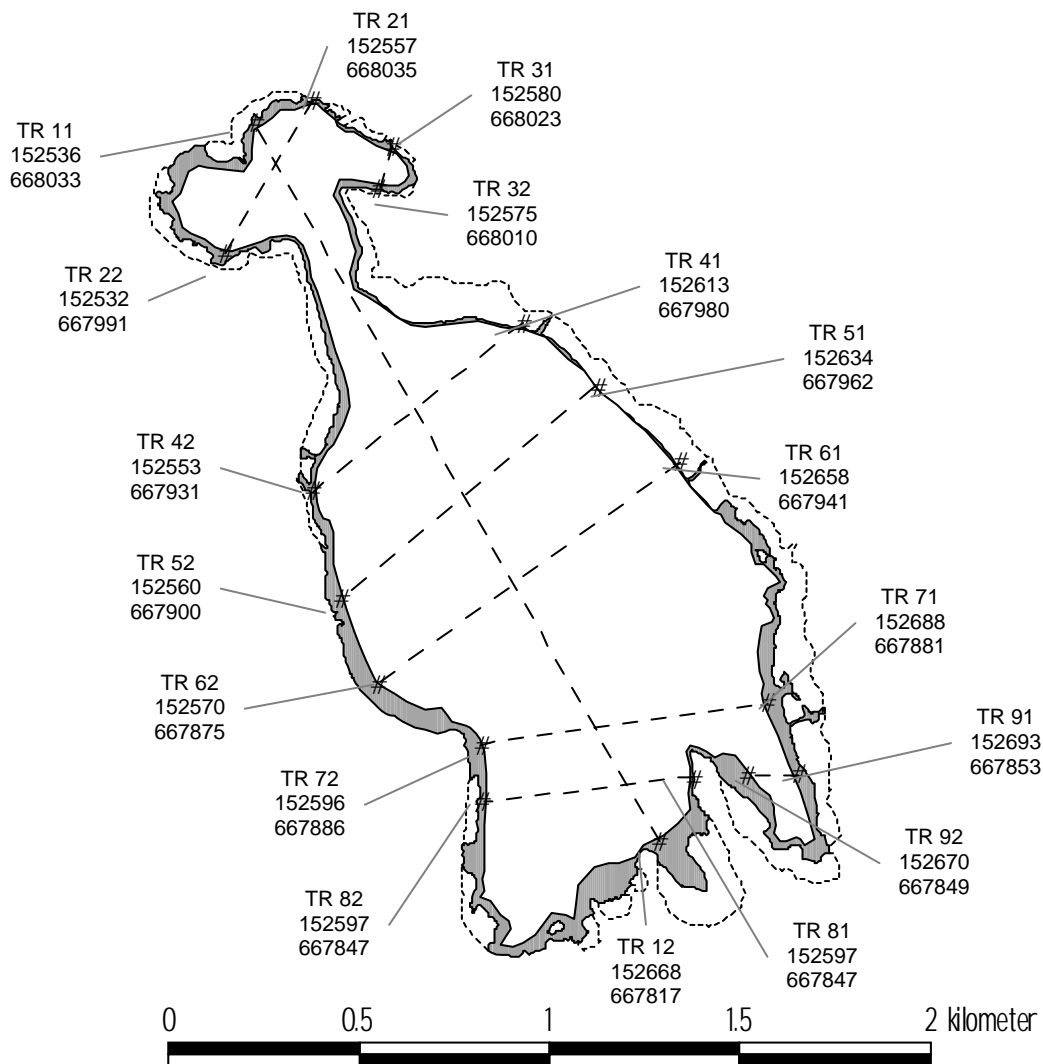 TR 21
152557
668035
TR 31
152580
668023
TR 11
152536
668033
TR 32
152575
668010
TR 22
152532
667991
TR 41
152613
667980
TR 51
152634
667962
TR 42
152553
667931
TR 61
152658
667941
TR 52
152560
667900
TR 71
152688
667881
TR 62
152570
667875
TR 91
152693
667853
TR 72
152596
667886
TR 92
152670
667849
TR 82
152597
667847
TR 81
152597
667847
TR 12
152668
667817
0 0.5 1 1.5 2 kilometer